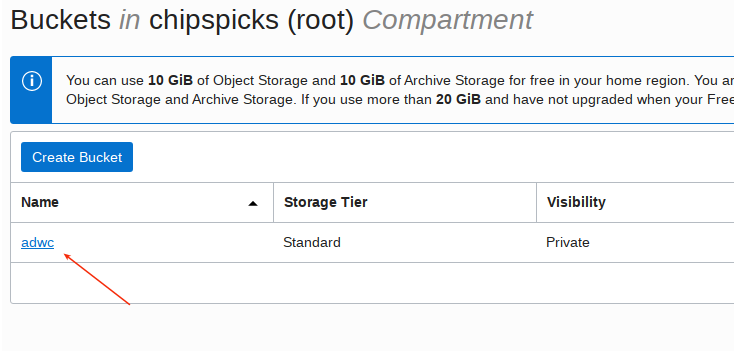 Buckets in chipspicks (root) Compartment
You can use 10 GiB of Object Storage and 10 GiB of Archive Storage for free in your home region. You
Object Storage and Archive Storage. If you use more than 20 GiB and have not upgraded when your Free
Create Bucket
Name Storage Tier Visibility
adwc Standard Private